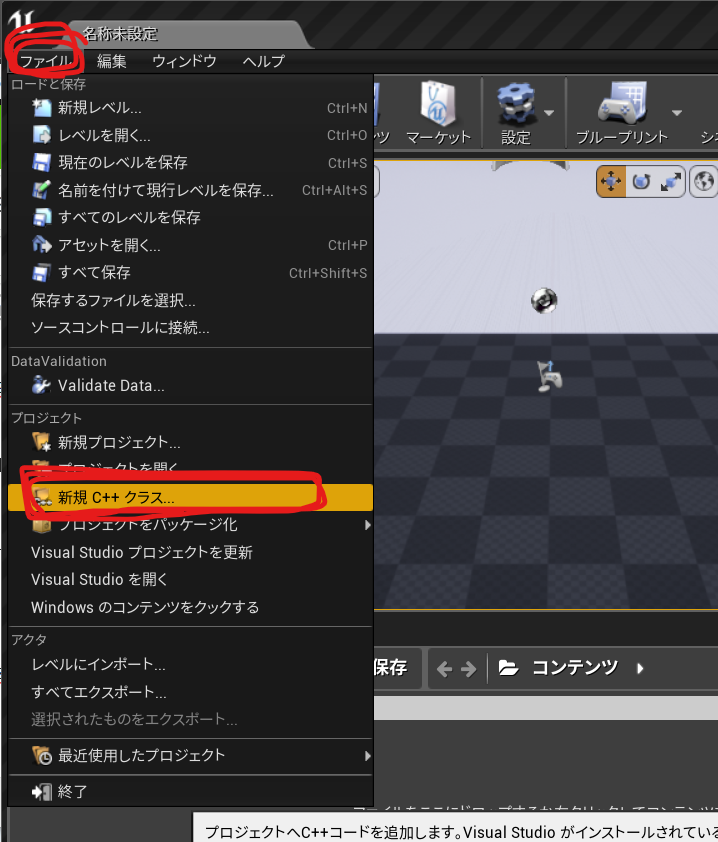 名称未設定
ファイル 編集 ウィンドウ ヘルプ
ロードと保存
新規レベル... Ctrl+N
レベルを開く... Ctrl+O
現在のレベルを保存 Ctrl+S
名前を付けて現行レベルを保存... Ctrl+Alt+S
すべてのレベルを保存
アセットを開く... Ctrl+P
すべて保存 Ctrl+Shift+S
保存するファイルを選択...
ソースコントロールに接続...
DataValidation
Validate Data...
プロジェクト
新規プロジェクト...
プロジェクトを開く
新規 C++ クラス...
プロジェクトをパッケージ化
Visual Studio プロジェクトを更新
Visual Studio を開く
Windows のコンテンツをクックする
アクタ
レベルにインポート...
すべてエクスポート...
選択されたものをエクスポート...
最近使用したプロジェクト
終了
ツ マーケット 設定 ブループリント シ
保存 コンテンツ
プロジェクトへC++コードを追加します。Visual Studio がインストールされている